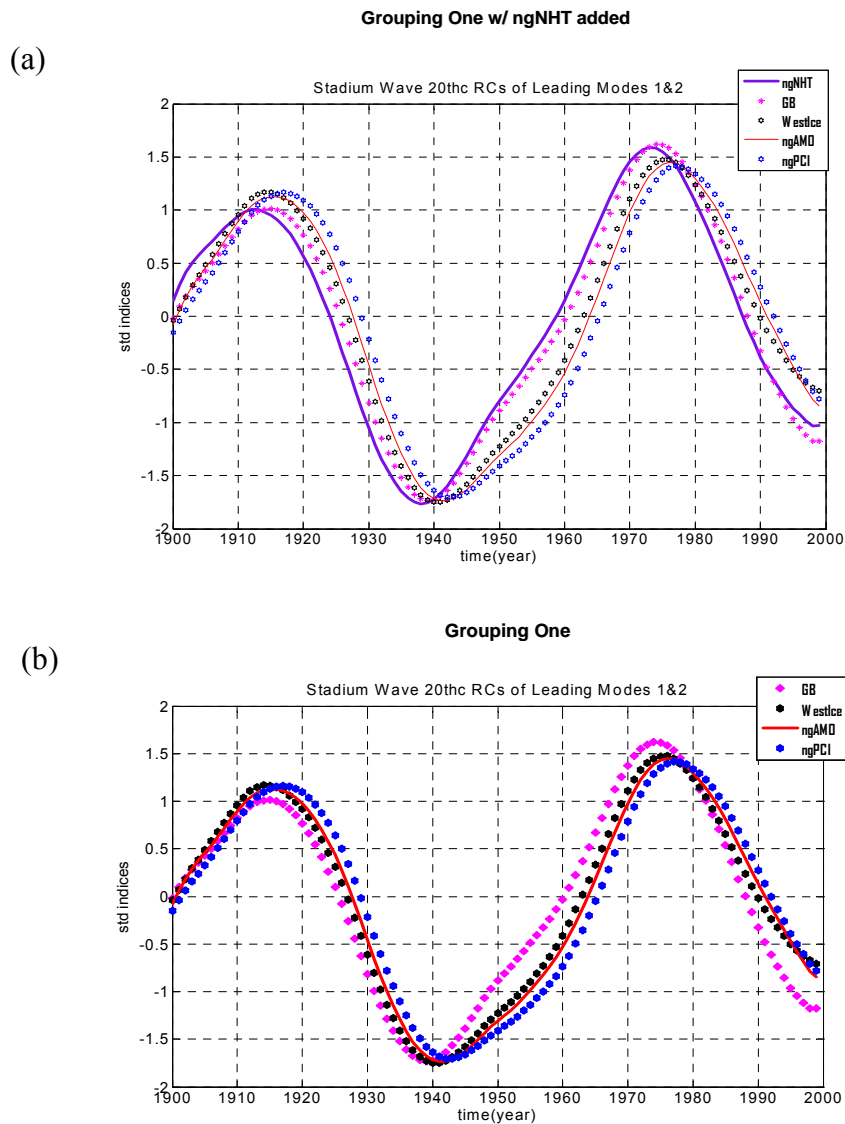 Grouping One w/ ngNHT added
(a)
Stadium Wave 20thc RCs of Leading Modes 1&2
ngNHT
GB
WestIce
ngAMO
ngPCI
2
1.5
1
0.5
0
-0.5
-1
-1.5
-2
std indices
1900 1910 1920 1930 1940 1950 1960 1970 1980 1990 2000
time(year)
Grouping One
(b)
Stadium Wave 20thc RCs of Leading Modes 1&2
GB
WestIce
ngAMO
ngPCI
2
1.5
1
0.5
0
-0.5
-1
-1.5
-2
std indices
1900 1910 1920 1930 1940 1950 1960 1970 1980 1990 2000
time(year)